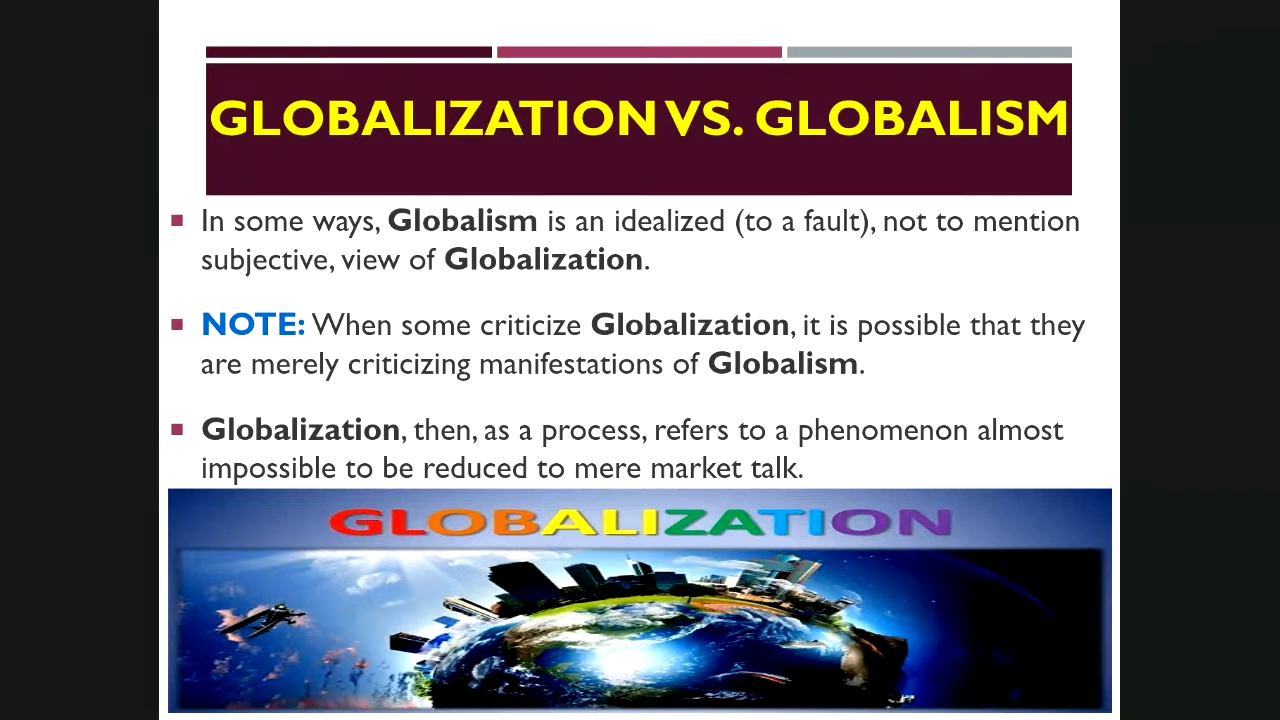 GLOBALIZATION VS. GLOBALISM
In some ways, Globalism is an idealized (to a fault), not to mention
subjective, view of Globalization.
NOTE: When some criticize Globalization, it is possible that they
are merely criticizing manifestations of Globalism.
Globalization, then, as a process, refers to a phenomenon almost
impossible to be reduced to mere market talk.
GLOBALIZATION